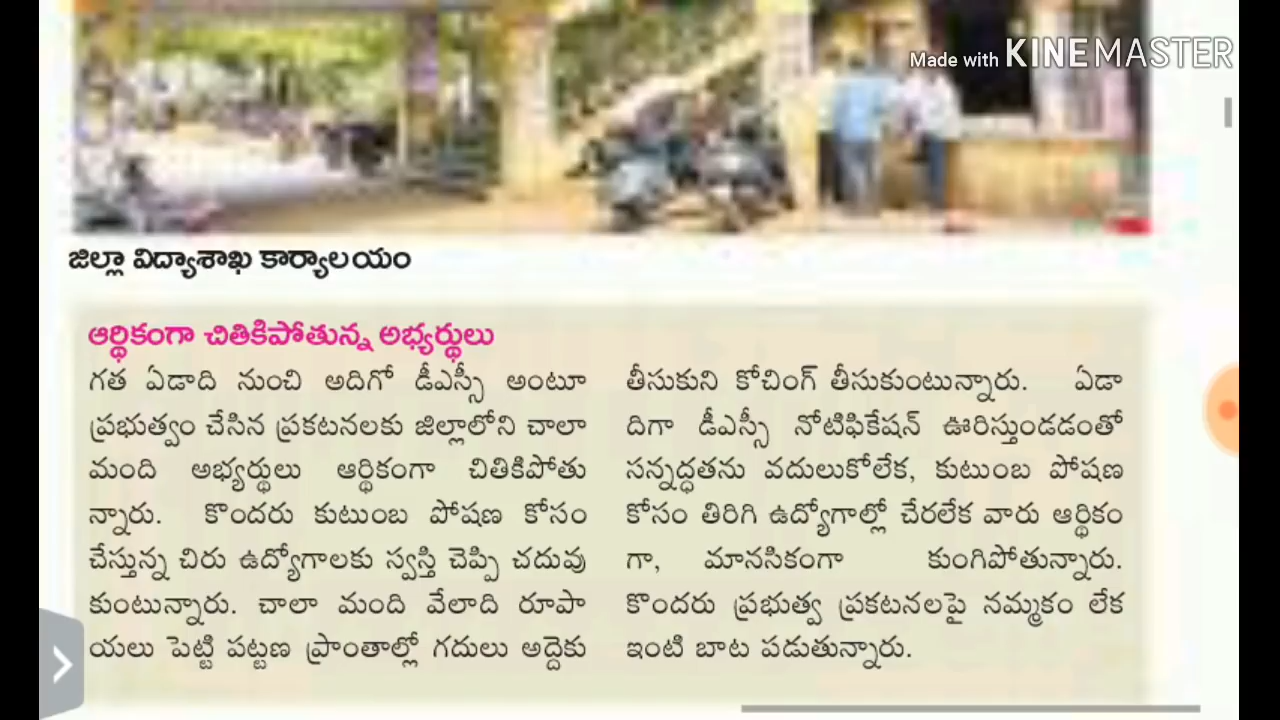 Made with KINEMASTER
జిల్లా విద్యాశాఖ కార్యాలయం
ఆర్థికంగా చితికిపోతున్న అభ్యర్థులు
గత ఏడాది నుంచి అదిగో డీఎస్సీ అంటూ
ప్రభుత్వం చేసిన ప్రకటనలకు జిల్లాలోని చాలా
మంది అభ్యర్థులు ఆర్థికంగా చితికిపోతు
న్నారు. కొందరు కుటుంబ పోషణ కోసం
చేస్తున్న చిరు ఉద్యోగాలకు స్వస్తి చెప్పి చదువు
కుంటున్నారు. చాలా మంది వేలాది రూపా
యలు పెట్టి పట్టణ ప్రాంతాల్లో గదులు అద్దెకు
తీసుకుని కోచింగ్ తీసుకుంటున్నారు. ఏడా
దిగా డీఎస్సీ నోటిఫికేషన్ ఊరిస్తుండడంతో
సన్నద్ధతను వదులుకోలేక, కుటుంబ పోషణ
కోసం తిరిగి ఉద్యోగాల్లో చేరలేక వారు ఆర్థికం
గా, మానసికంగా కుంగిపోతున్నారు.
కొందరు ప్రభుత్వ ప్రకటనలపై నమ్మకం లేక
ఇంటి బాట పడుతున్నారు.